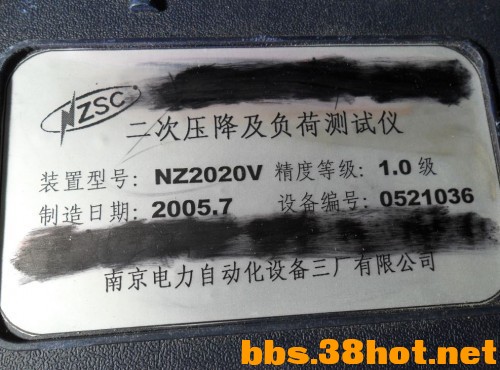 NZSC
二次压降及负荷测试仪
装置型号: NZ2020V 精度等级: 1.0 级
制造日期: 2005.7 设备编号: 0521036
南京电力自动化设备三厂有限公司
bbs.38hot.net